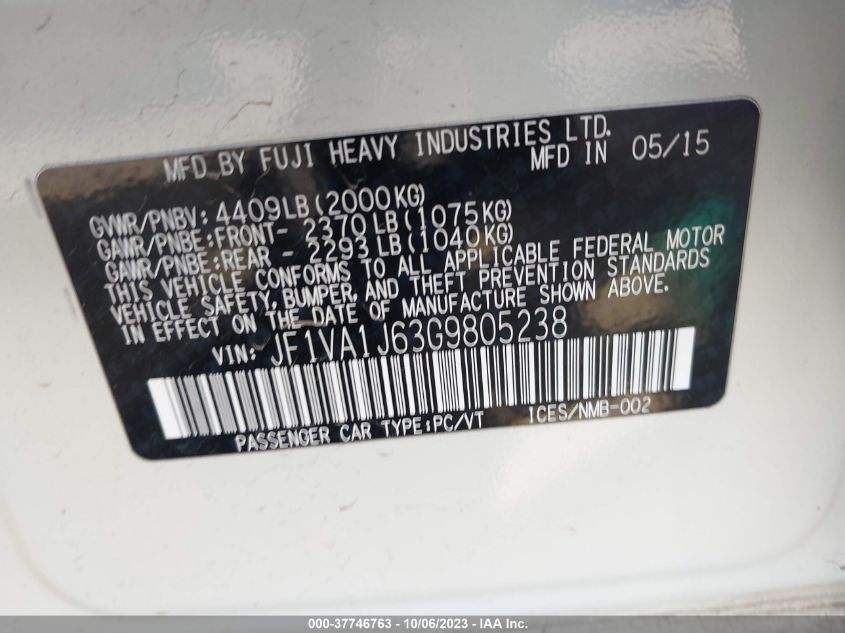 MFD BY FUJI HEAVY INDUSTRIES LTD.
MFD IN 05/15
GVWR/PNBV: 4409LB(2000KG)
GAWR/PNBE:FRONT- 2370LB(1075KG)
GAWR/PNBE:REAR - 2293LB(1040KG)
THIS VEHICLE CONFORMS TO ALL APPLICABLE FEDERAL MOTOR
VEHICLE SAFETY, BUMPER, AND THEFT PREVENTION STANDARDS
IN EFFECT ON THE DATE OF MANUFACTURE SHOWN ABOVE.
VIN: JF1VA1J63G9805238
PASSENGER CAR TYPE:PC/VT ICES/NMB-002
000-37746763 - 10/06/2023 - IAA Inc.